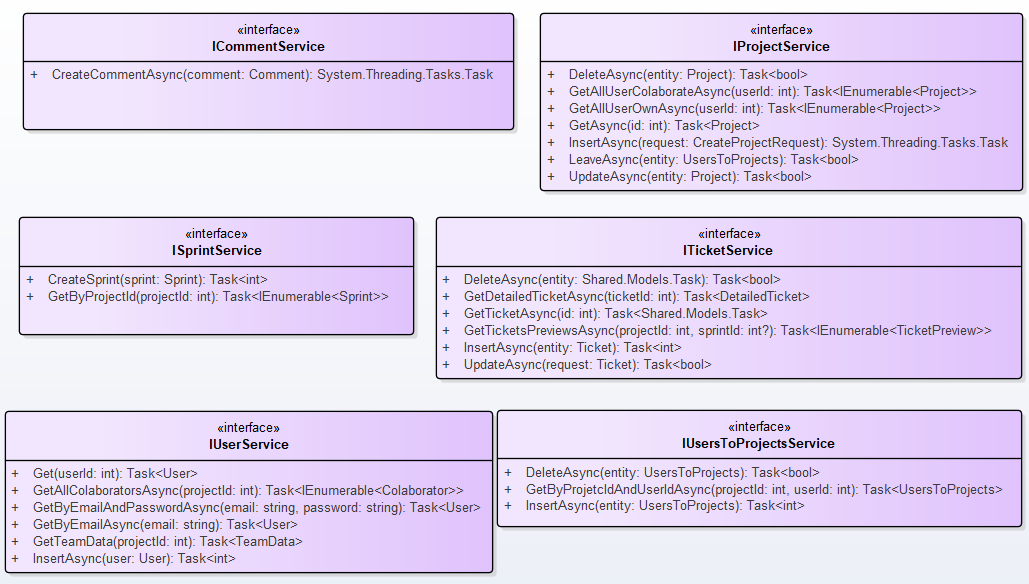 «interface»
ICommentService
+ CreateCommentAsync(comment: Comment): System.Threading.Tasks.Task
«interface»
IProjectService
+ DeleteAsync(entity: Project): Task<bool>
+ GetAllUserColaborateAsync(userId: int): Task<IEnumerable<Project>>
+ GetAllUserOwnAsync(userId: int): Task<IEnumerable<Project>>
+ GetAsync(id: int): Task<Project>
+ InsertAsync(request: CreateProjectRequest): System.Threading.Tasks.Task
+ LeaveAsync(entity: UsersToProjects): Task<bool>
+ UpdateAsync(entity: Project): Task<bool>
«interface»
ISprintService
+ CreateSprint(sprint: Sprint): Task<int>
+ GetByProjectId(projectId: int): Task<IEnumerable<Sprint>>
«interface»
ITicketService
+ DeleteAsync(entity: Shared.Models.Task): Task<bool>
+ GetDetailedTicketAsync(ticketId: int): Task<DetailedTicket>
+ GetTicketAsync(id: int): Task<Shared.Models.Task>
+ GetTicketsPreviewsAsync(projectId: int, sprintId: int?): Task<IEnumerable<TicketPreview>>
+ InsertAsync(entity: Ticket): Task<int>
+ UpdateAsync(request: Ticket): Task<bool>
«interface»
IUserService
+ Get(userId: int): Task<User>
+ GetAllColaboratorsAsync(projectId: int): Task<IEnumerable<Colaborator>>
+ GetByEmailAndPasswordAsync(email: string, password: string): Task<User>
+ GetByEmailAsync(email: string): Task<User>
+ GetTeamData(projectId: int): Task<TeamData>
+ InsertAsync(user: User): Task<int>
«interface»
IUsersToProjectsService
+ DeleteAsync(entity: UsersToProjects): Task<bool>
+ GetByProjetcIdAndUserIdAsync(projectId: int, userId: int): Task<UsersToProjects>
+ InsertAsync(entity: UsersToProjects): Task<int>